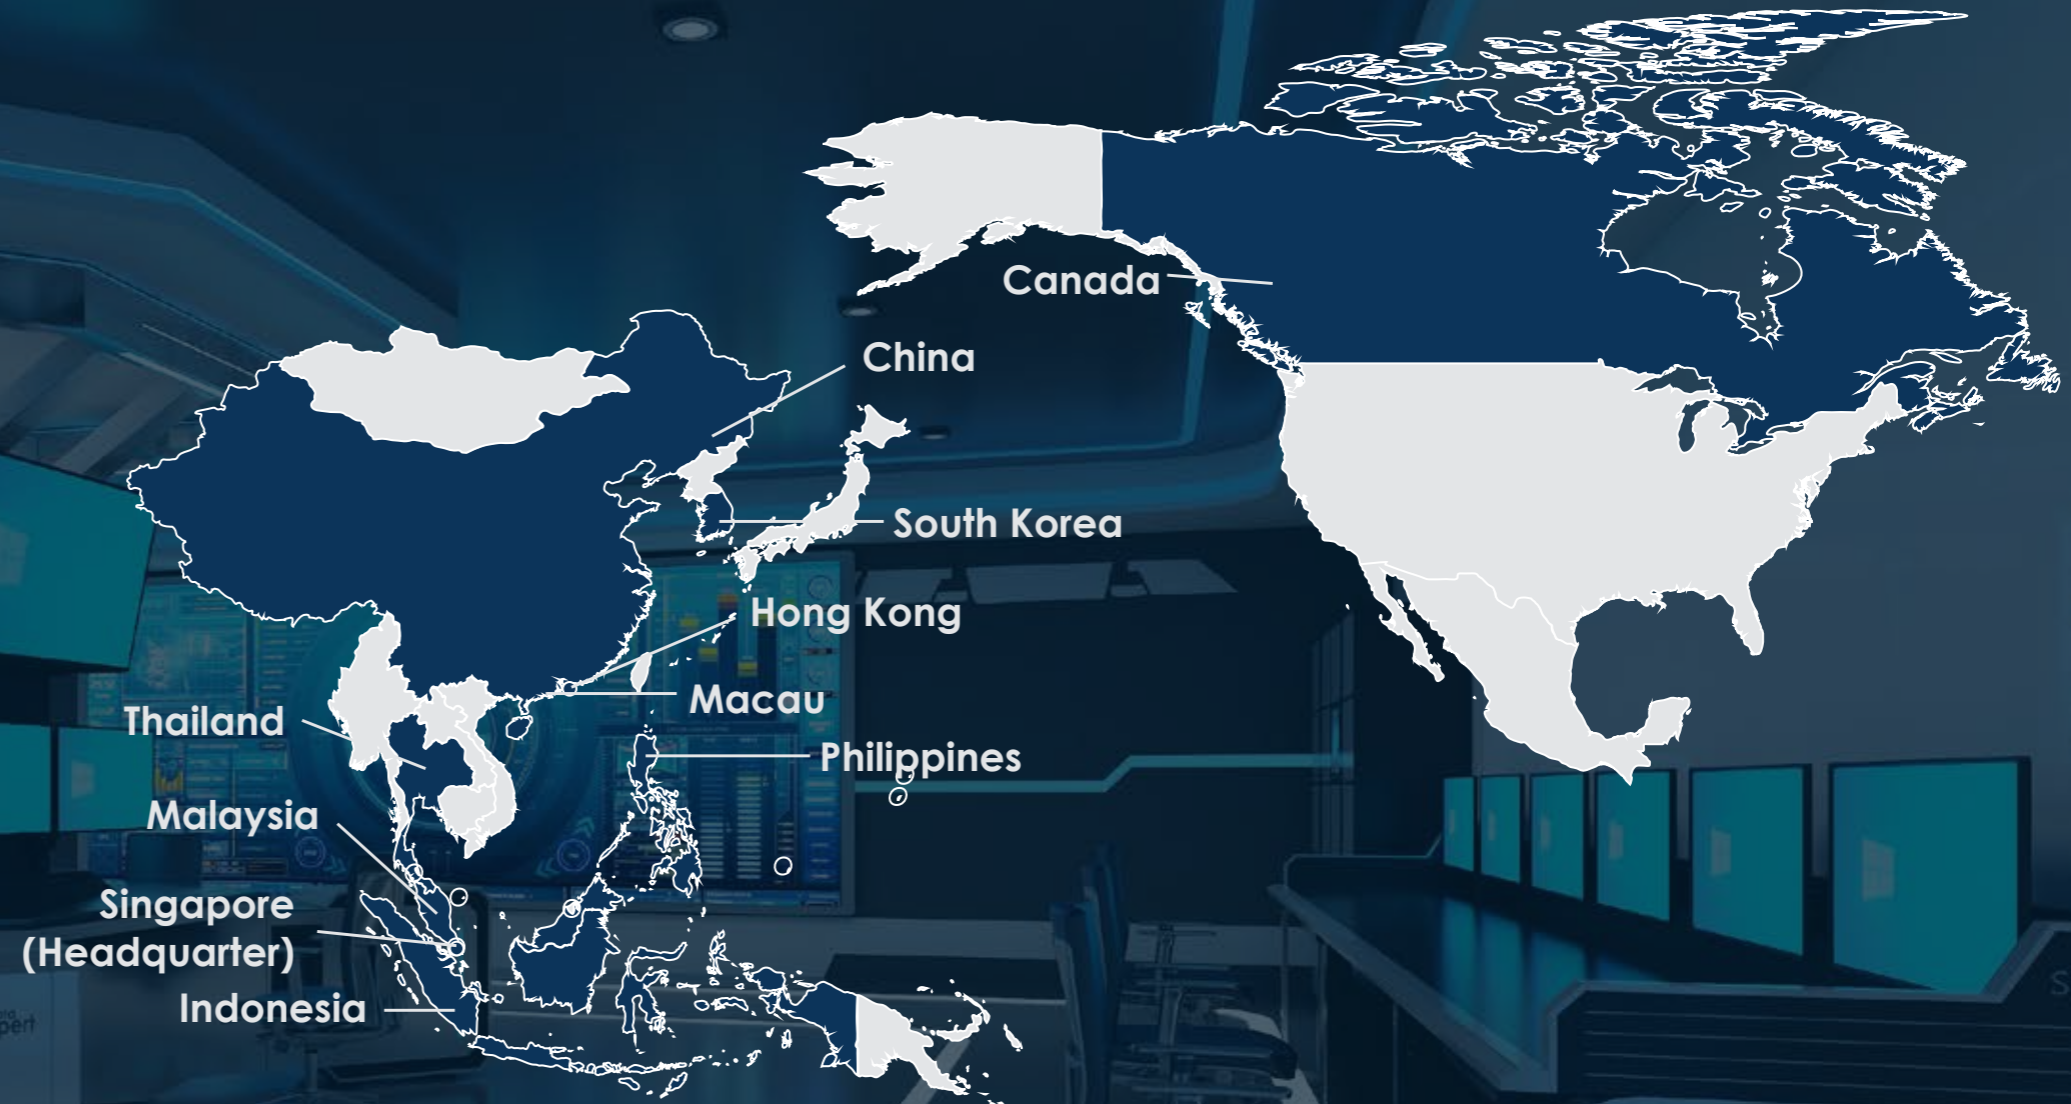 Canada
China
South Korea
Hong Kong
Macau
Thailand
Philippines
Malaysia
Singapore
(Headquarter)
Indonesia